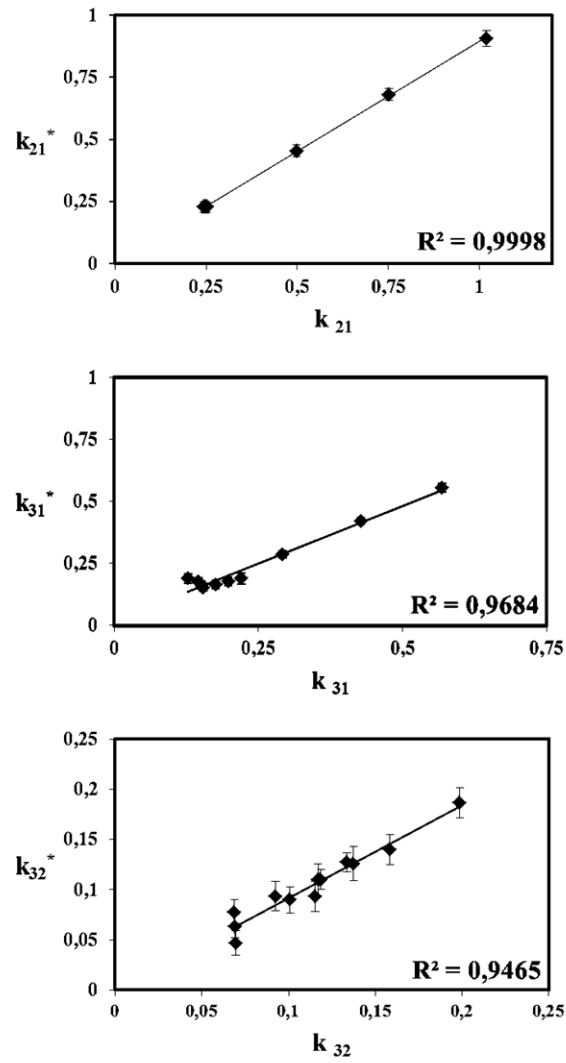 1
0,75
k21*
0,5
0,25
R² = 0,9998
0
0 0,25 0,5 0,75 1
k 21
1
0,75
k31*
0,5
0,25
R² = 0,9684
0
0 0,25 0,5 0,75
k 31
0,25
0,2
0,15
k32*
0,1
0,05
R² = 0,9465
0
0 0,05 0,1 0,15 0,2 0,25
k 32